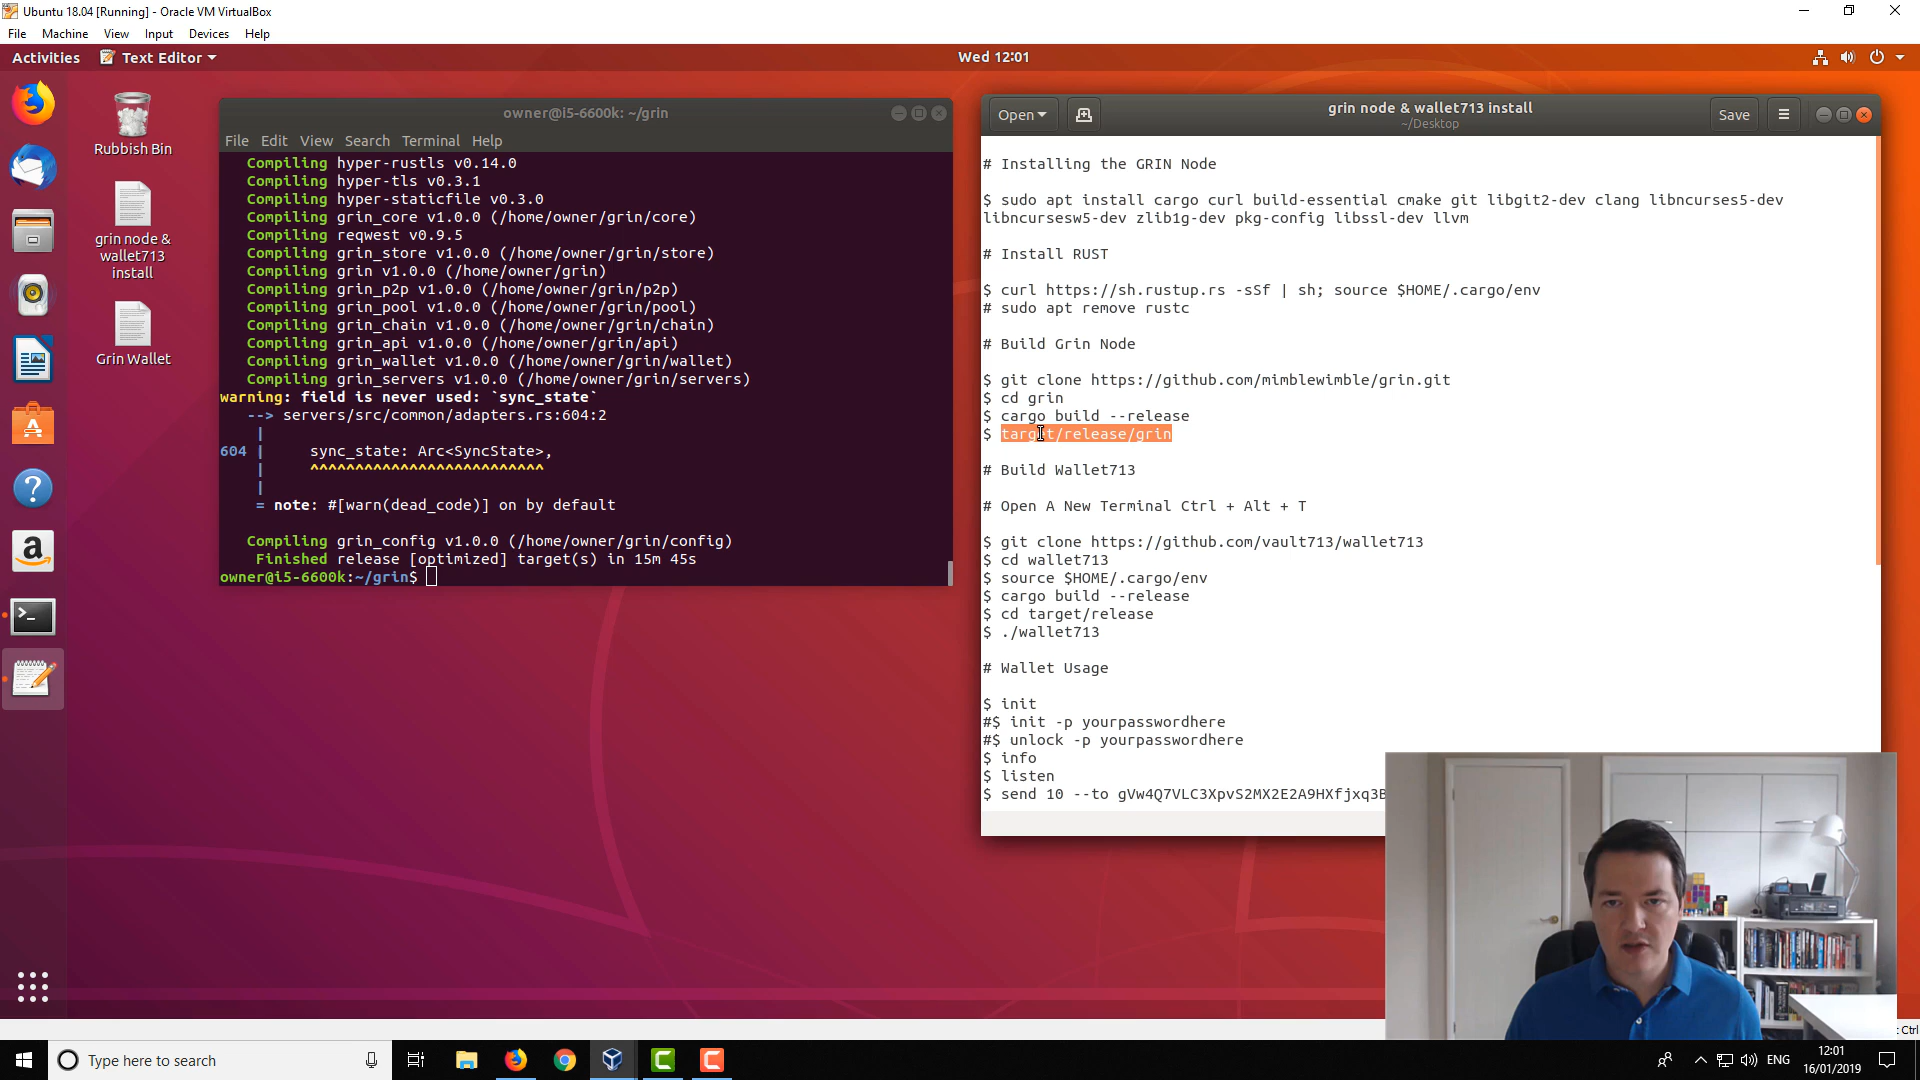 Ubuntu 18.04 [Running] - Oracle VM VirtualBox
File Machine View Input Devices Help
Activities Text Editor Wed 12:01
Rubbish Bin
grin node &
wallet713
install
Grin Wallet
owner@i5-6600k: ~/grin
File Edit View Search Terminal Help
Compiling hyper-rustls v0.14.0
Compiling hyper-tls v0.3.1
Compiling hyper-staticfile v0.3.0
Compiling grin_core v1.0.0 (/home/owner/grin/core)
Compiling reqwest v0.9.5
Compiling grin_store v1.0.0 (/home/owner/grin/store)
Compiling grin v1.0.0 (/home/owner/grin)
Compiling grin_p2p v1.0.0 (/home/owner/grin/p2p)
Compiling grin_pool v1.0.0 (/home/owner/grin/pool)
Compiling grin_chain v1.0.0 (/home/owner/grin/chain)
Compiling grin_api v1.0.0 (/home/owner/grin/api)
Compiling grin_wallet v1.0.0 (/home/owner/grin/wallet)
Compiling grin_servers v1.0.0 (/home/owner/grin/servers)
warning: field is never used: `sync_state`
--> servers/src/common/adapters.rs:604:2
|
604 | sync_state: Arc<SyncState>,
| ^^^^^^^^^^^^^^^^^^^^^^^^^^
|
= note: #[warn(dead_code)] on by default
Compiling grin_config v1.0.0 (/home/owner/grin/config)
Finished release [optimized] target(s) in 15m 45s
owner@i5-6600k:~/grin$
Open grin node & wallet713 install Save
~/Desktop
# Installing the GRIN Node
$ sudo apt install cargo curl build-essential cmake git libgit2-dev clang libncurses5-dev
libncursesw5-dev zlib1g-dev pkg-config libssl-dev llvm
# Install RUST
$ curl https://sh.rustup.rs -sSf | sh; source $HOME/.cargo/env
# sudo apt remove rustc
# Build Grin Node
$ git clone https://github.com/mimblewimble/grin.git
$ cd grin
$ cargo build --release
$ target/release/grin
# Build Wallet713
# Open A New Terminal Ctrl + Alt + T
$ git clone https://github.com/vault713/wallet713
$ cd wallet713
$ source $HOME/.cargo/env
$ cargo build --release
$ cd target/release
$ ./wallet713
# Wallet Usage
$ init
#$ init -p yourpasswordhere
#$ unlock -p yourpasswordhere
$ info
$ listen
$ send 10 --to gVw4Q7VLC3XpvS2MX2E2A9HXfjxq3B
Ctrl
Type here to search
ENG
12:01
16/01/2019